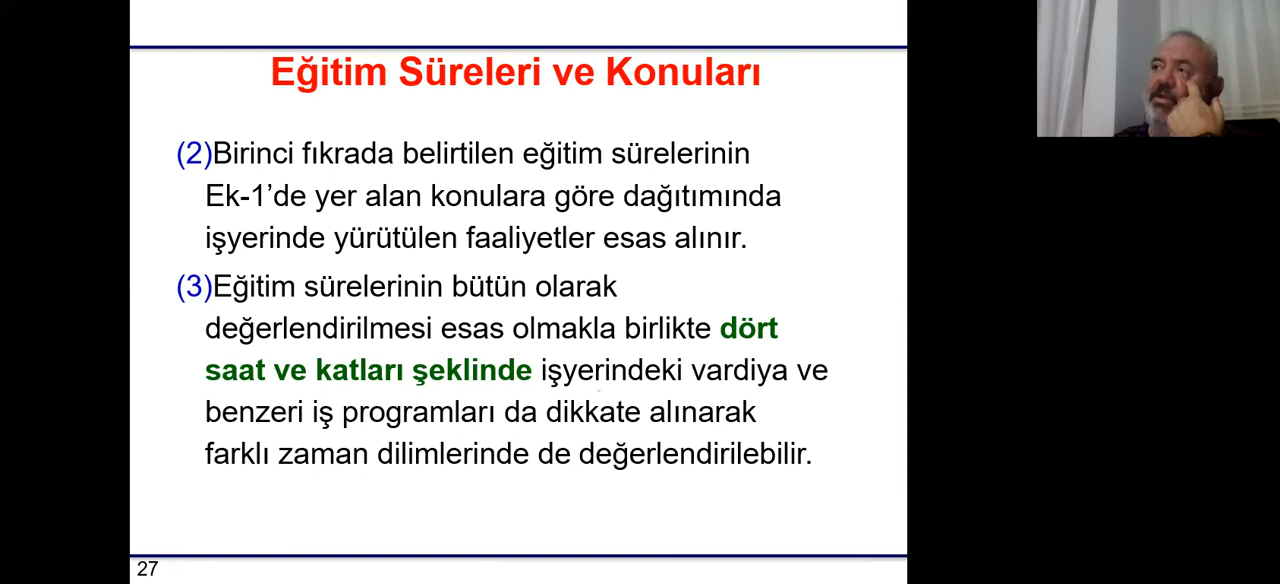 Eğitim Süreleri ve Konuları
(2)Birinci fıkrada belirtilen eğitim sürelerinin
Ek-1’de yer alan konulara göre dağıtımında
işyerinde yürütülen faaliyetler esas alınır.
(3)Eğitim sürelerinin bütün olarak
değerlendirilmesi esas olmakla birlikte dört
saat ve katları şeklinde işyerindeki vardiya ve
benzeri iş programları da dikkate alınarak
farklı zaman dilimlerinde de değerlendirilebilir.
27